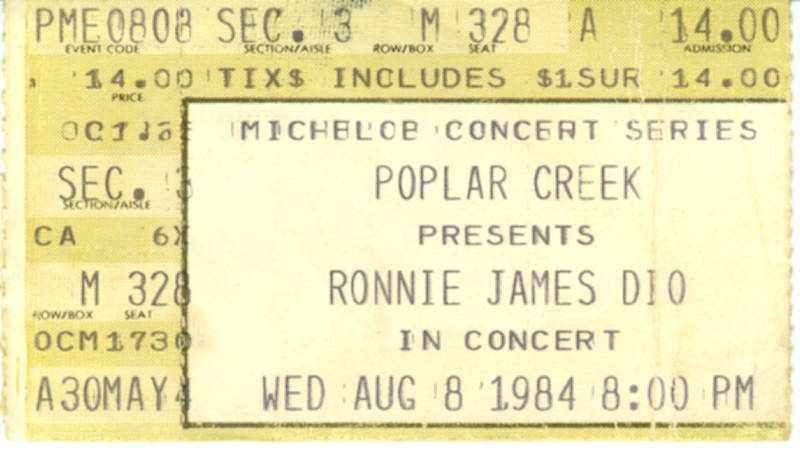 PME0808 SEC. 3 M 328 A 14.00
EVENT CODE SECTION/AISLE ROW/BOX SEAT ADMISSION
14.00 TIX$ INCLUDES $1SUR 14.00
PRICE
MICHELOB CONCERT SERIES
SEC. 3 POPLAR CREEK
SECTION/AISLE
CA 6X PRESENTS
M 328 RONNIE JAMES DIO
ROW/BOX SEAT
OCM1730 IN CONCERT
A30MAY4 WED AUG 8 1984 8:00 PM